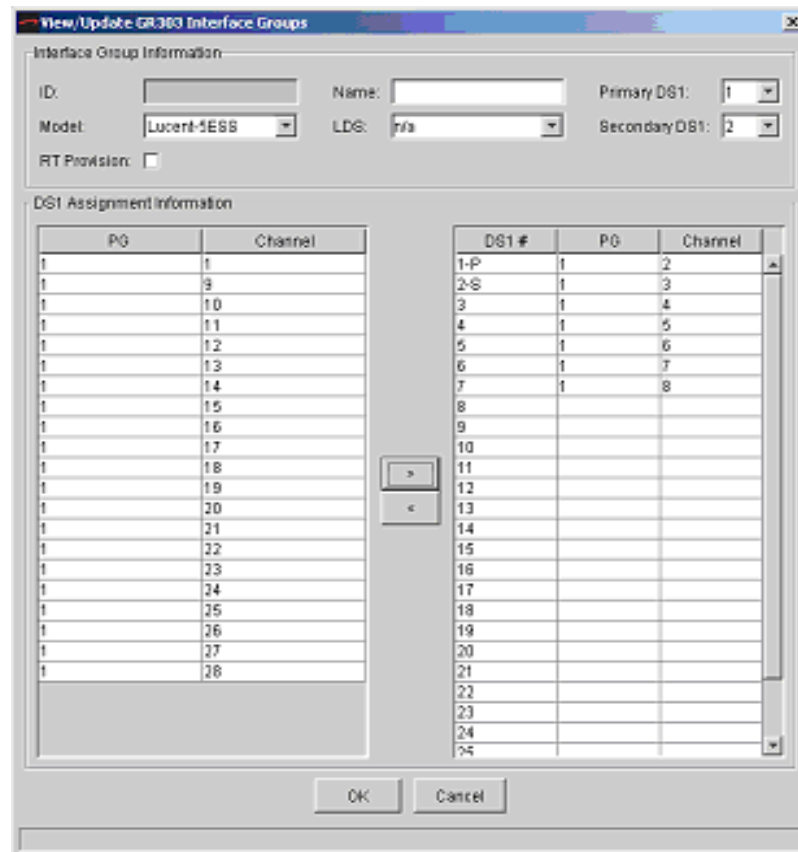 View/Update GR303 Interface Groups
Interface Group Information
ID: Name: Primary DS1: 1
Model: Lucent-5ESS LDS: n/a Secondary DS1: 2
RT Provision:
DS1 Assignment Information
PG Channel DS1 # PG Channel
1 1 1-P 1 2
1 9 2-S 1 3
1 10 3 1 4
1 11 4 1 5
1 12 5 1 6
1 13 6 1 7
1 14 7 1 8
1 15 8
1 16 9
1 17 10
1 18 11
1 19 12
1 20 13
1 21 14
1 22 15
1 23 16
1 24 17
1 25 18
1 26 19
1 27 20
1 28 21
22
23
24
25
>
<
OK Cancel